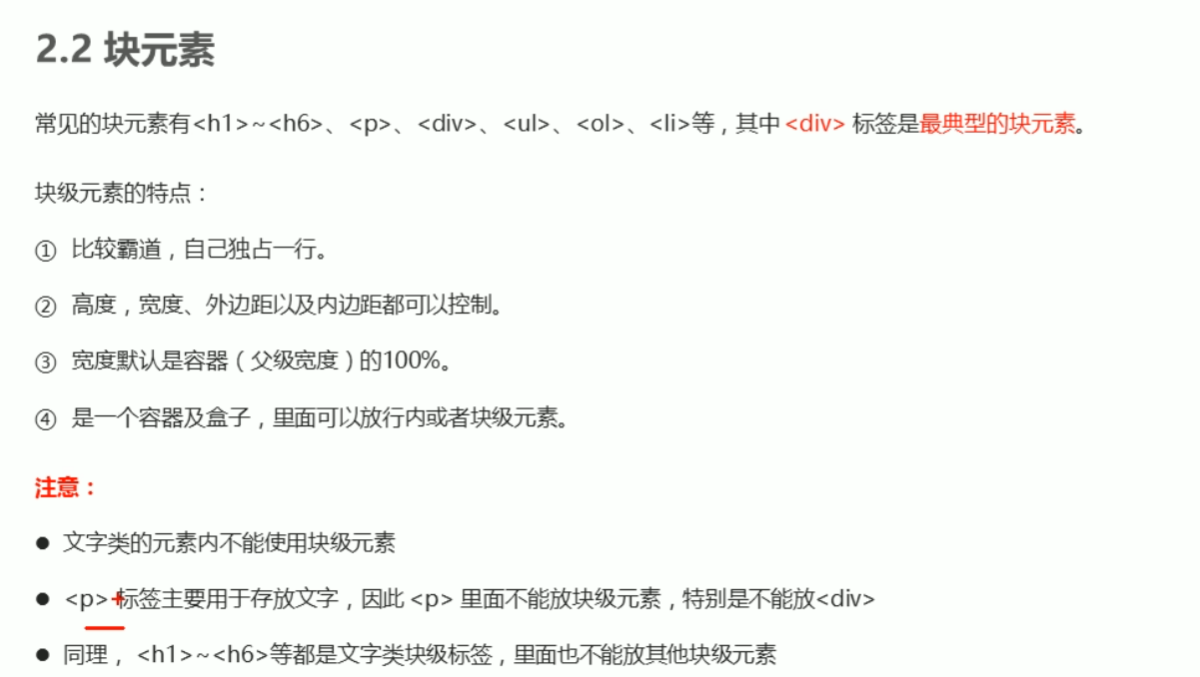 2.2 块元素
常见的块元素有<h1>~<h6>、<p>、<div>、<ul>、<ol>、<li>等，其中 <div> 标签是最典型的块元素。
块级元素的特点：
① 比较霸道，自己独占一行。
② 高度，宽度、外边距以及内边距都可以控制。
③ 宽度默认是容器（父级宽度）的100%。
④ 是一个容器及盒子，里面可以放行内或者块级元素。
注意：
● 文字类的元素内不能使用块级元素
● <p> 标签主要用于存放文字，因此 <p> 里面不能放块级元素，特别是不能放<div>
● 同理， <h1>~<h6>等都是文字类块级标签，里面也不能放其他块级元素